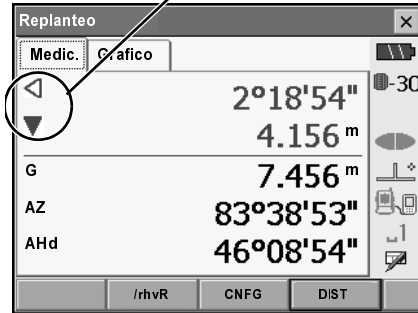 Replanteo
Medic. Grafico
-30
2°18'54"
4.156 m
G 7.456 m
AZ 83°38'53"
AHd 46°08'54"
1
/rhvR CNFG DIST